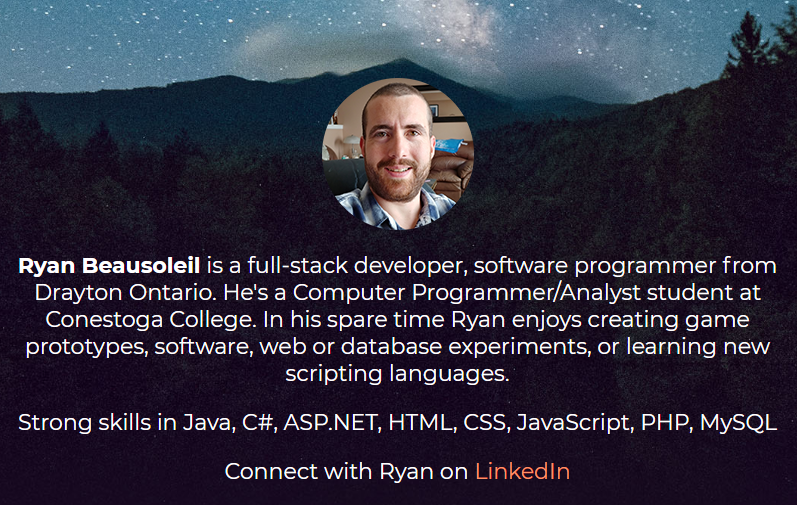 Ryan Beausoleil is a full-stack developer, software programmer from
Drayton Ontario. He's a Computer Programmer/Analyst student at
Conestoga College. In his spare time Ryan enjoys creating game
prototypes, software, web or database experiments, or learning new
scripting languages.
Strong skills in Java, C#, ASP.NET, HTML, CSS, JavaScript, PHP, MySQL
Connect with Ryan on LinkedIn